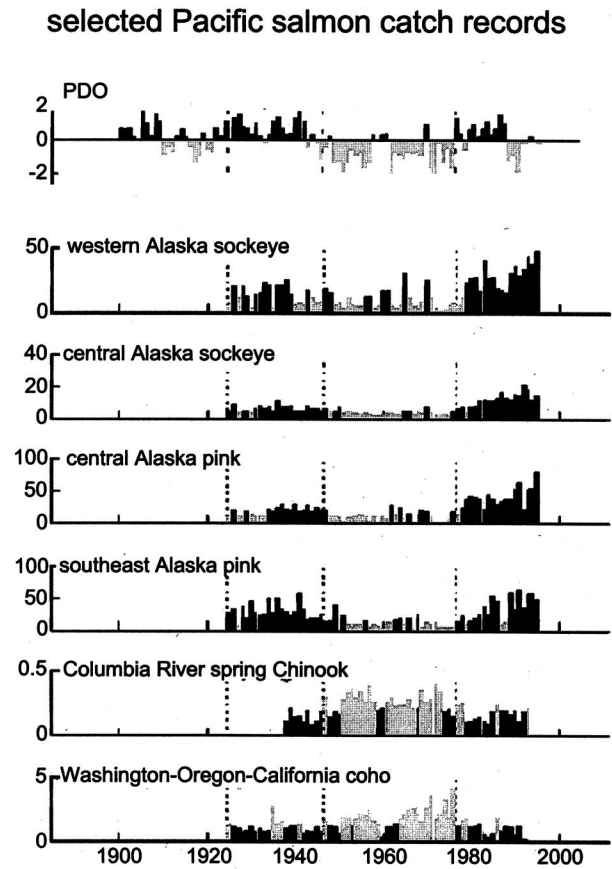 selected Pacific salmon catch records
PDO
2
0
-2
50
western Alaska sockeye
0
40
central Alaska sockeye
20
0
100
central Alaska pink
50
0
100
southeast Alaska pink
50
0
0.5
Columbia River spring Chinook
0
5
Washington-Oregon-California coho
0
1900 1920 1940 1960 1980 2000